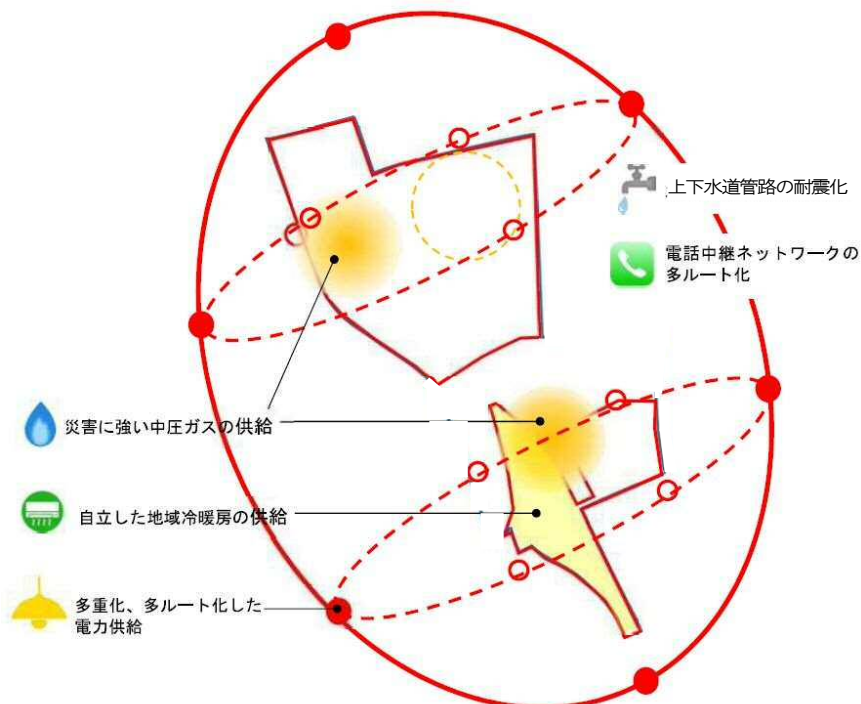 上下水道管路の耐震化
電話中継ネットワークの
多ルート化
災害に強い中圧ガスの供給
自立した地域冷暖房の供給
多重化、多ルート化した
電力供給